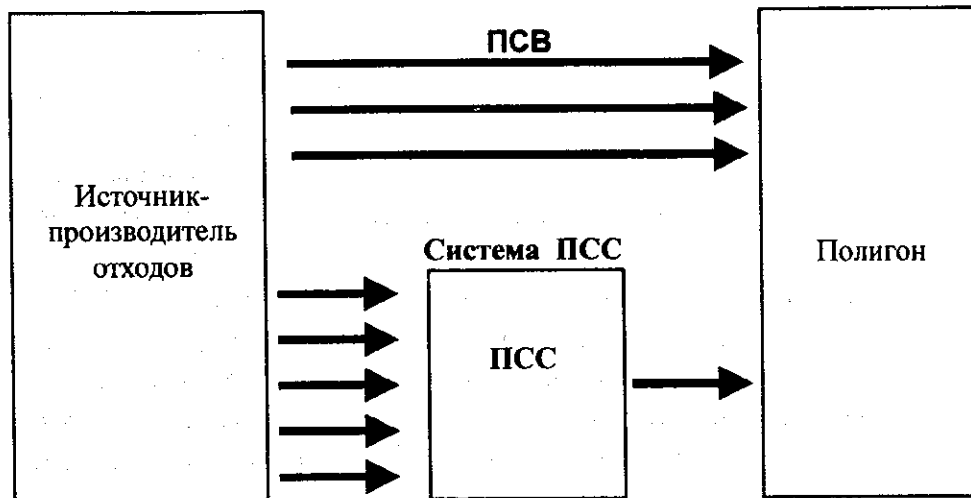 ПСВ
Источник-
производитель
отходов
Система ПСС
ПСС
Полигон